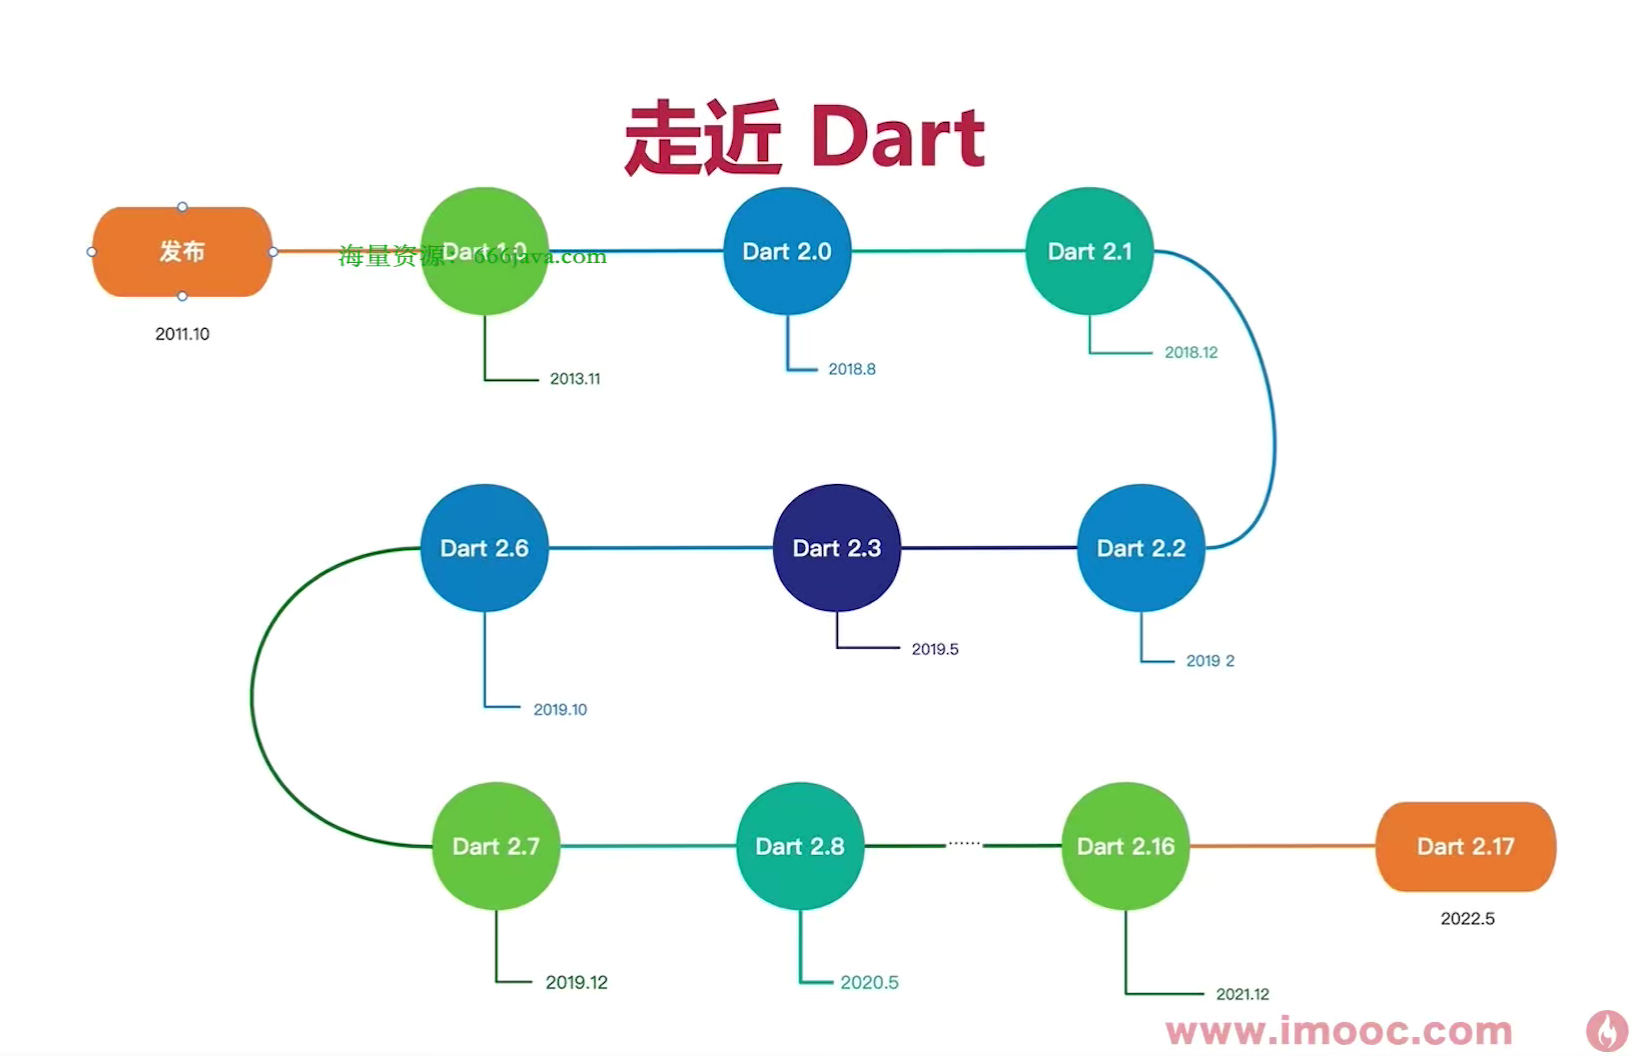 走近 Dart
发布
海量资源：666java.com
Dart 1.0
Dart 2.0
Dart 2.1
2011.10
2013.11
2018.8
2018.12
Dart 2.6
Dart 2.3
Dart 2.2
2019.10
2019.5
2019 2
Dart 2.7
Dart 2.8
......
Dart 2.16
Dart 2.17
2019.12
2020.5
2021.12
2022.5
www.imooc.com